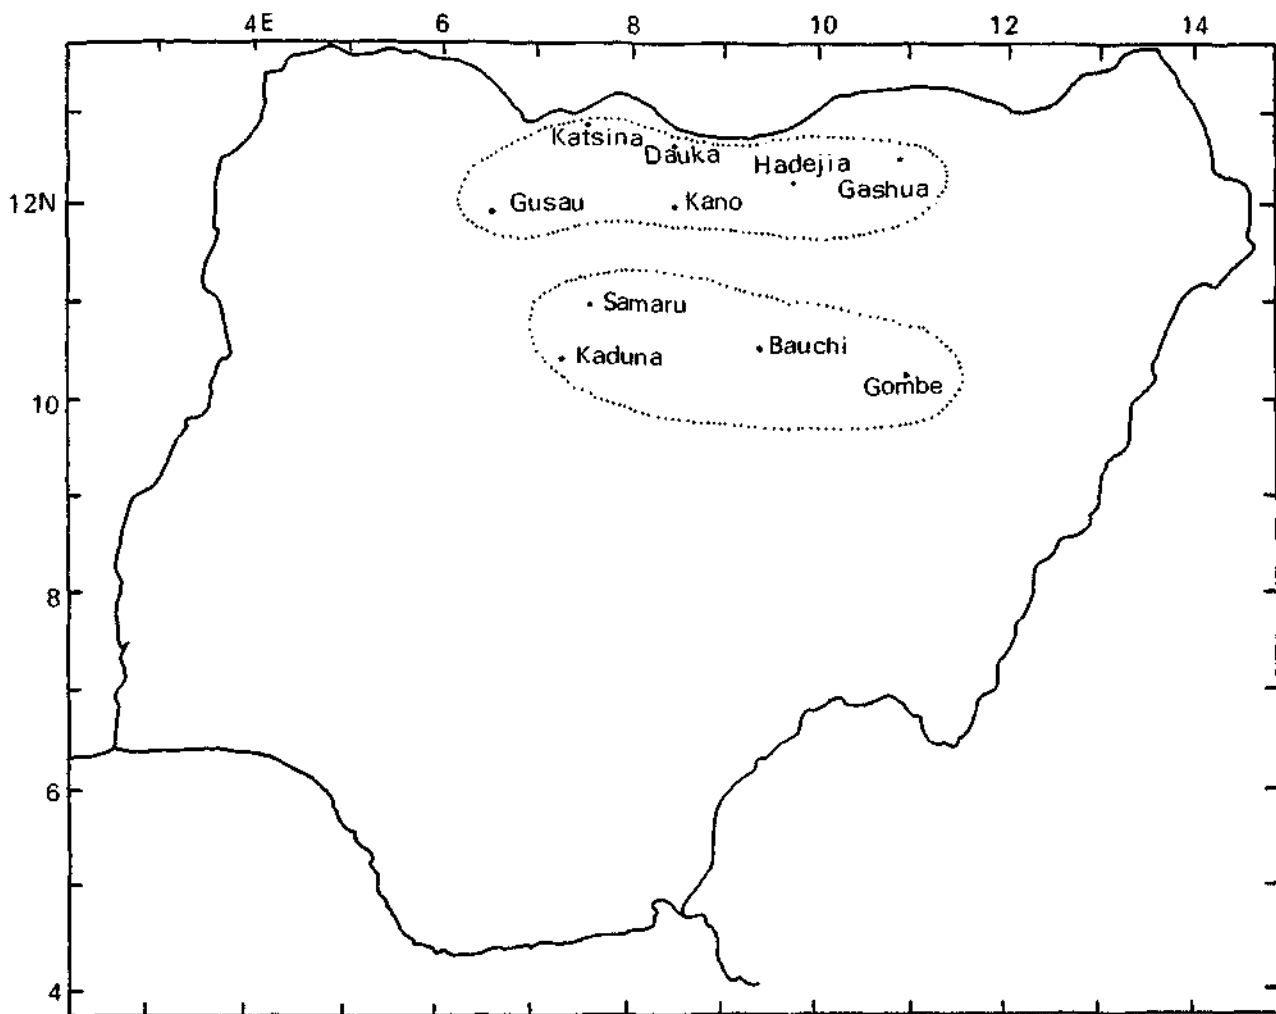 4E 6 8 10 12 14
Katsina
Dauka
Hadejia
Gashua
12N
Gusau
Kano
Samaru
Kaduna
Bauchi
Gombe
10
8
6
4